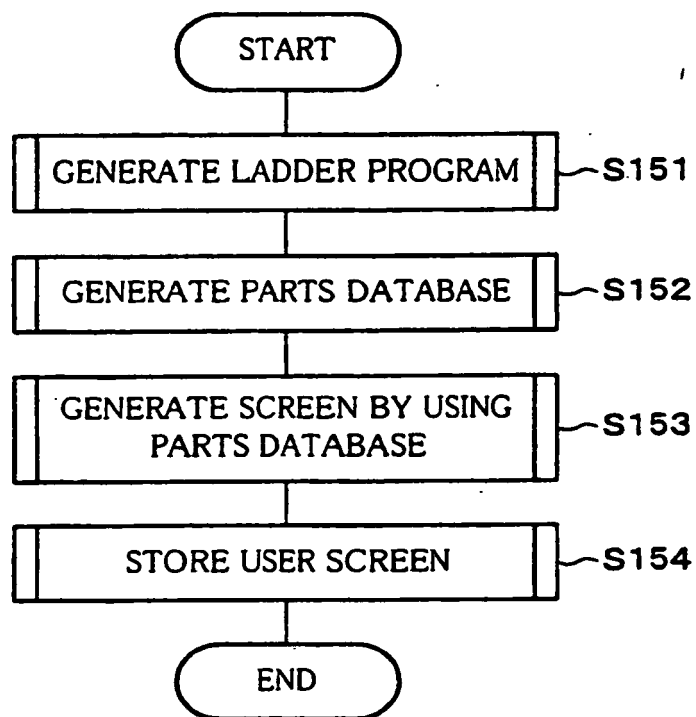 START
GENERATE LADDER PROGRAM
S151
GENERATE PARTS DATABASE
S152
GENERATE SCREEN BY USING
PARTS DATABASE
S153
STORE USER SCREEN
S154
END